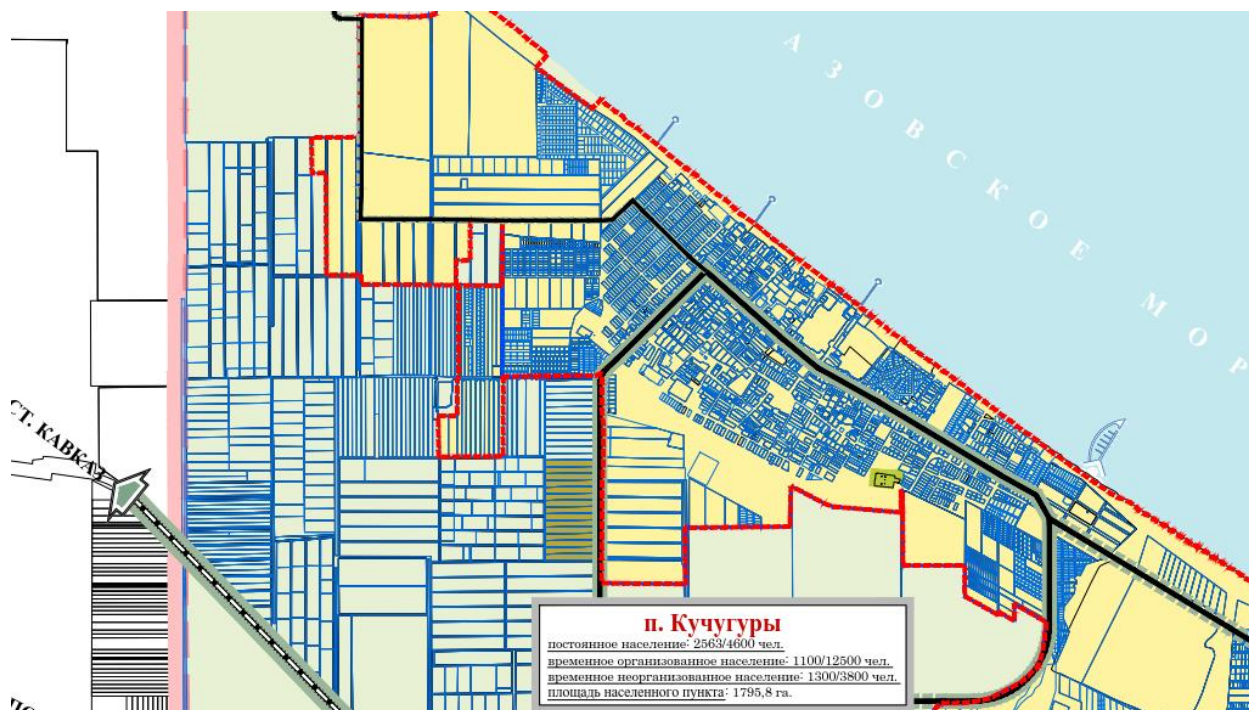 АЗОВСКОЕ МОР
СТ. КАВКАЗ
п. Кучугуры
постоянное население: 2563/4600 чел.
временное организованное население: 1100/12500 чел.
временное неорганизованное население: 1300/3800 чел.
площадь населенного пункта: 1795,8 га.